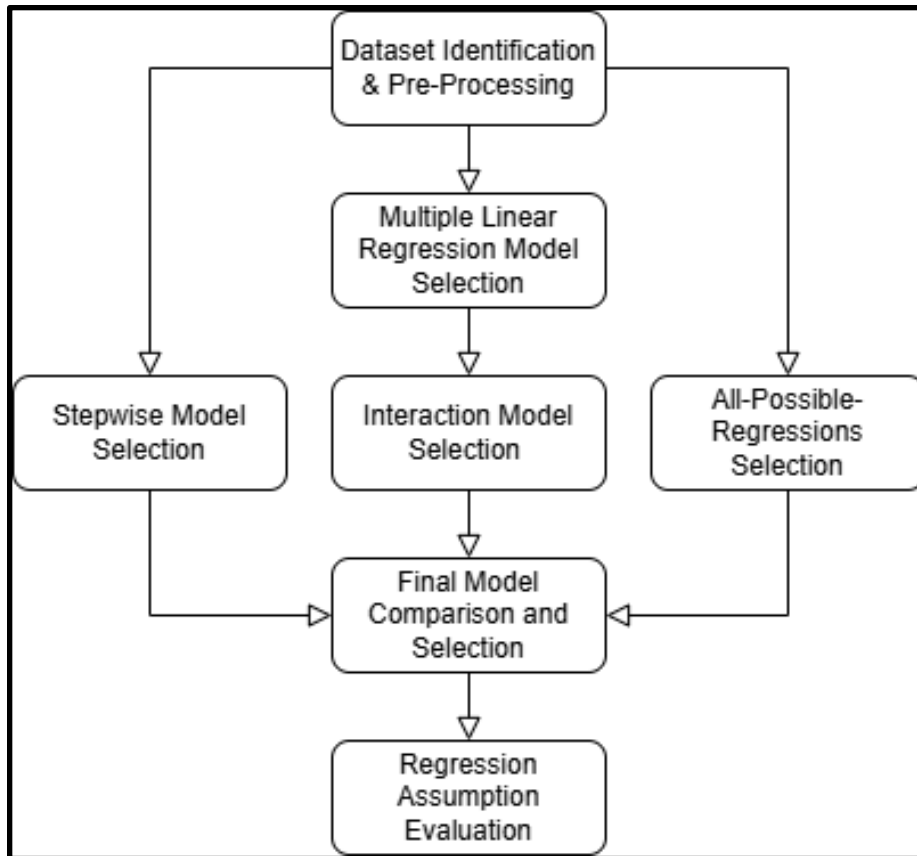 Dataset Identification
& Pre-Processing
Multiple Linear
Regression Model
Selection
Stepwise Model
Selection
Interaction Model
Selection
All-Possible-
Regressions
Selection
Final Model
Comparison and
Selection
Regression
Assumption
Evaluation